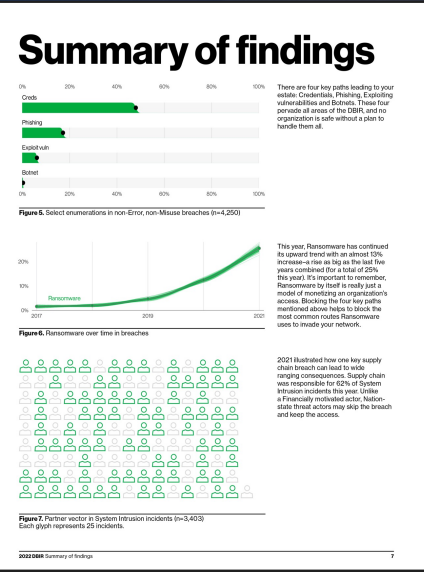 Summary of findings
0% 20% 40% 60% 80% 100%
Creds
Phishing
Exploit vuln
Botnet
0% 20% 40% 60% 80% 100%
Figure 5. Select enumerations in non-Error, non-Misuse breaches (n=4,250)
There are four key paths leading to your
estate: Credentials, Phishing, Exploiting
vulnerabilities and Botnets. These four
pervade all areas of the DBIR, and no
organization is safe without a plan to
handle them all.
20%
10%
0%
Ransomware
2017 2019 2021
Figure 6. Ransomware over time in breaches
This year, Ransomware has continued
its upward trend with an almost 13%
increase–a rise as big as the last five
years combined (for a total of 25%
this year). It's important to remember,
Ransomware by itself is really just a
model of monetizing an organization's
access. Blocking the four key paths
mentioned above helps to block the
most common routes Ransomware
uses to invade your network.
Figure 7. Partner vector in System Intrusion incidents (n=3,403)
Each glyph represents 25 incidents.
2021 illustrated how one key supply
chain breach can lead to wide
ranging consequences. Supply chain
was responsible for 62% of System
Intrusion incidents this year. Unlike
a Financially motivated actor, Nation-
state threat actors may skip the breach
and keep the access.
2022 DBIR Summary of findings
7